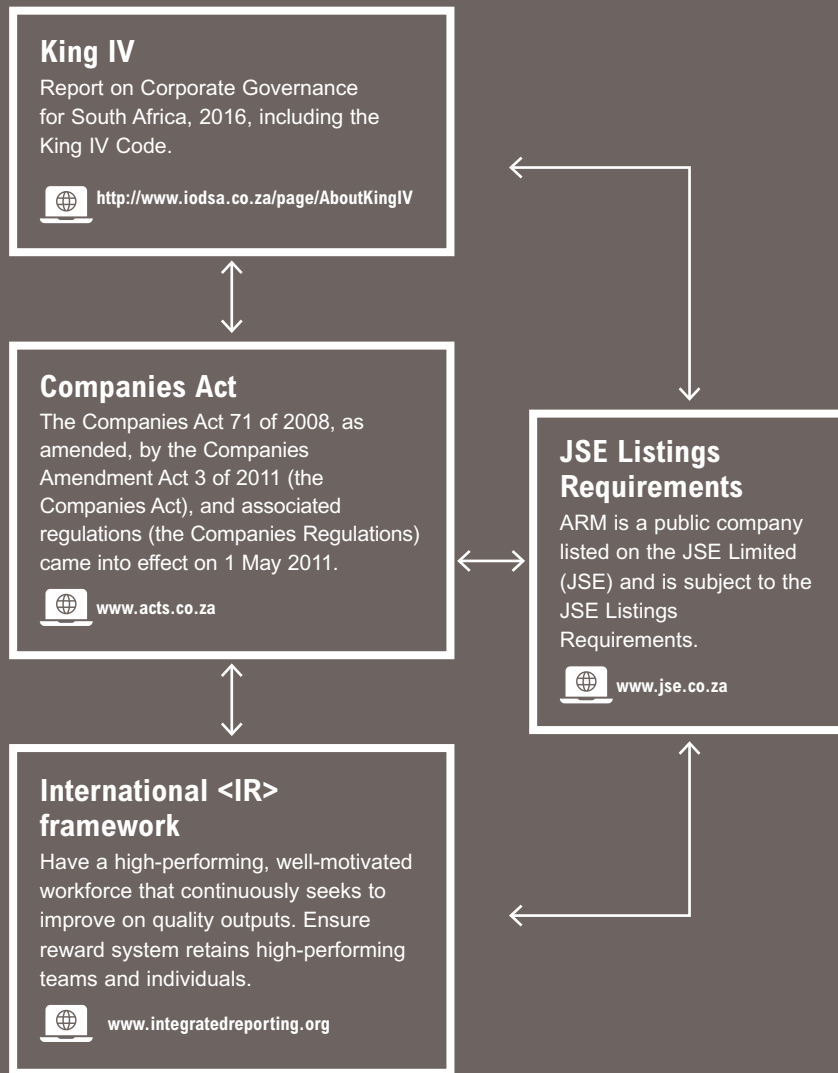 King IV
Report on Corporate Governance
for South Africa, 2016, including the
King IV Code.
http://www.iodsa.co.za/page/AboutKingIV
Companies Act
The Companies Act 71 of 2008, as
amended, by the Companies
Amendment Act 3 of 2011 (the
Companies Act), and associated
regulations (the Companies Regulations)
came into effect on 1 May 2011.
www.acts.co.za
JSE Listings
Requirements
ARM is a public company
listed on the JSE Limited
(JSE) and is subject to the
JSE Listings
Requirements.
www.jse.co.za
International <IR>
framework
Have a high-performing, well-motivated
workforce that continuously seeks to
improve on quality outputs. Ensure
reward system retains high-performing
teams and individuals.
www.integratedreporting.org